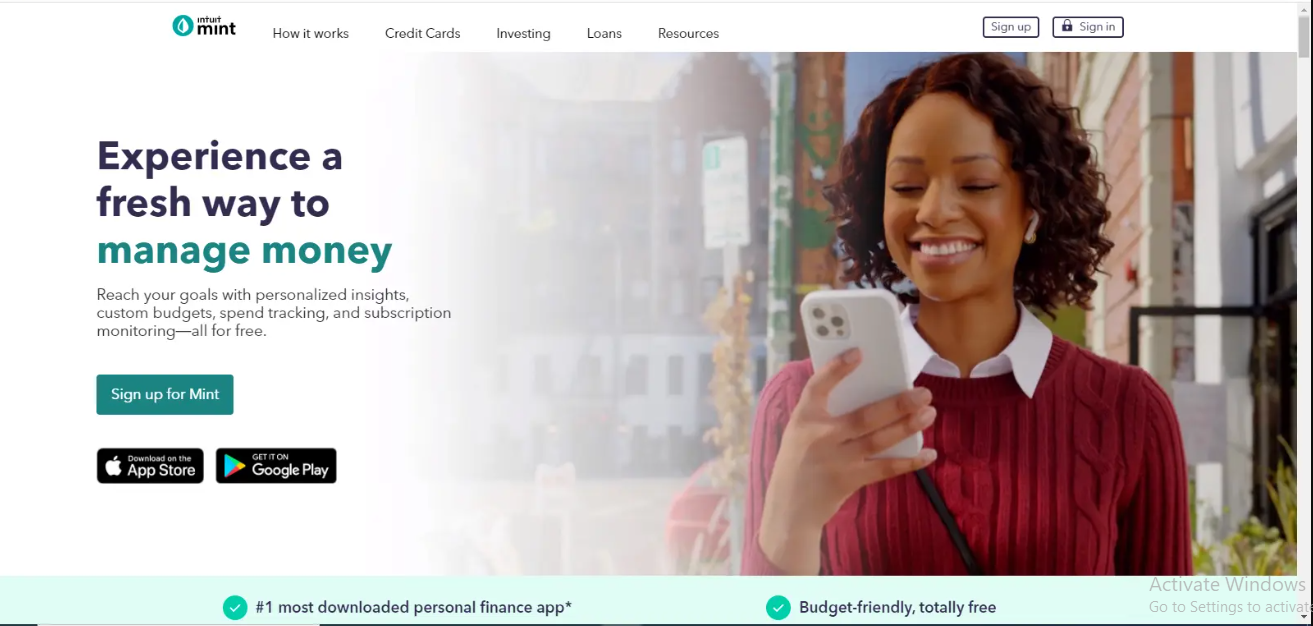 intuit
mint
How it works
Credit Cards
Investing
Loans
Resources
Sign up
Sign in
Experience a
fresh way to
manage money
Reach your goals with personalized insights,
custom budgets, spend tracking, and subscription
monitoring—all for free.
Sign up for Mint
Download on the
App Store
GET IT ON
Google Play
#1 most downloaded personal finance app*
Budget-friendly, totally free
Activate Windows
Go to Settings to activate